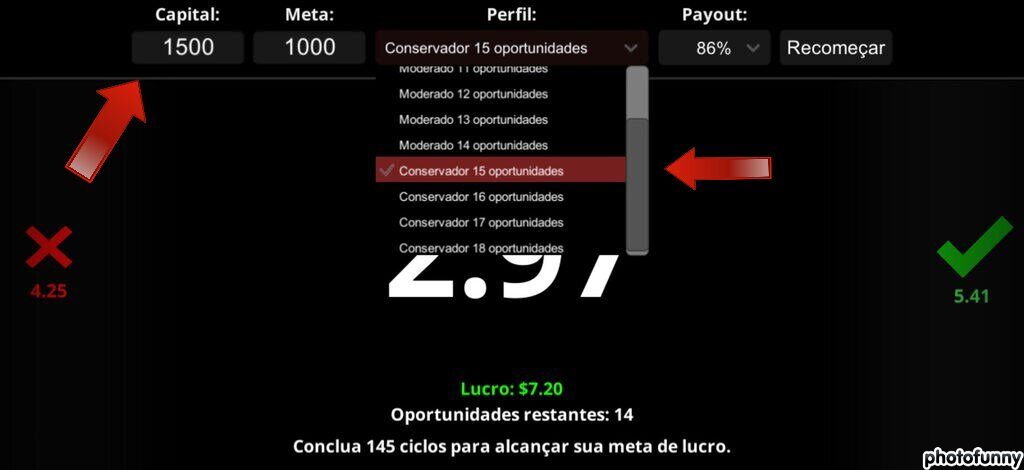 Capital: Meta: Perfil: Payout:
1500 1000 Conservador 15 oportunidades 86% Recomeçar
Moderado 11 oportunidades
Moderado 12 oportunidades
Moderado 13 oportunidades
Moderado 14 oportunidades
Conservador 15 oportunidades
Conservador 16 oportunidades
Conservador 17 oportunidades
Conservador 18 oportunidades
2.97
4.25
5.41
Lucro: $7.20
Oportunidades restantes: 14
Conclua 145 ciclos para alcançar sua meta de lucro.
photofunny